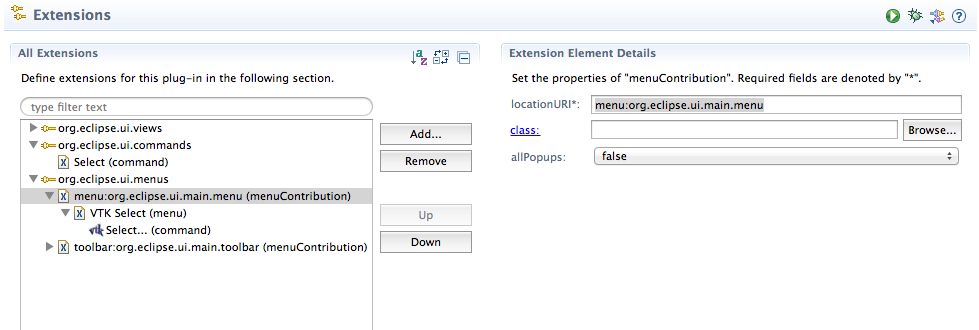 Extensions
All Extensions
Define extensions for this plug-in in the following section.
type filter text
org.eclipse.ui.views
org.eclipse.ui.commands
Select (command)
org.eclipse.ui.menus
menu:org.eclipse.ui.main.menu (menuContribution)
VTK Select (menu)
Select... (command)
toolbar:org.eclipse.ui.main.toolbar (menuContribution)
Add...
Remove
Up
Down
Extension Element Details
Set the properties of "menuContribution". Required fields are denoted by "*".
locationURI*: menu:org.eclipse.ui.main.menu
class: Browse...
allPopups: false